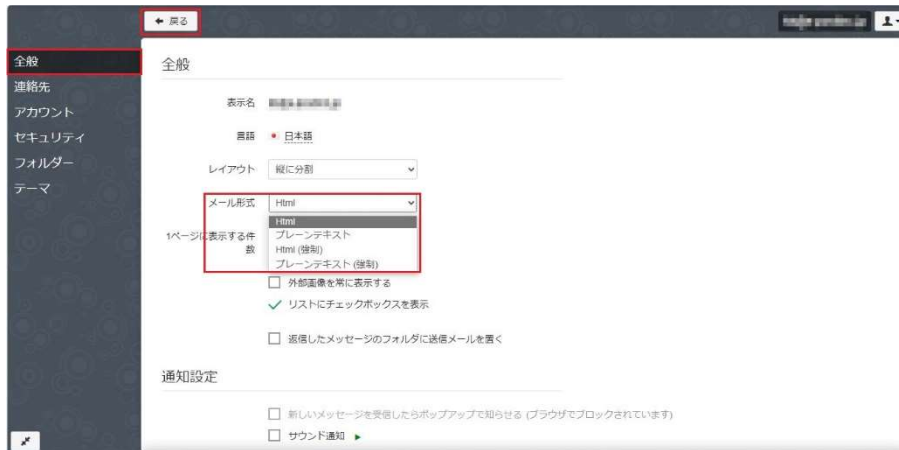 戻る
全般
連絡先
アカウント
セキュリティ
フォルダー
テーマ
全般
表示名
言語 日本語
レイアウト 縦に分割
メール形式 Html
Html
プレーンテキスト
Html (強制)
プレーンテキスト (強制)
1ページに表示する件
数
外部画像を常に表示する
リストにチェックボックスを表示
返信したメッセージのフォルダに送信メールを置く
通知設定
新しいメッセージを受信したらポップアップで知らせる (ブラウザでブロックされています)
サウンド通知